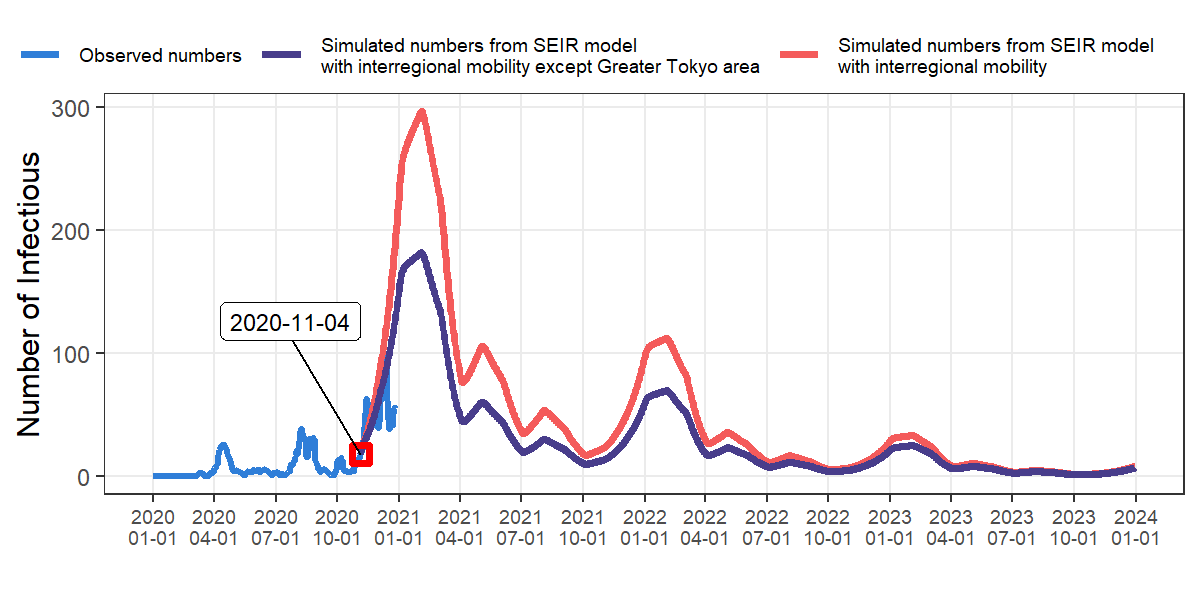 Observed numbers
Simulated numbers from SEIR model
with interregional mobility except Greater Tokyo area
Simulated numbers from SEIR model
with interregional mobility
Number of Infectious
300
200
100
0
2020-11-04
2020 2020 2020 2020 2021 2021 2021 2021 2022 2022 2022 2022 2023 2023 2023 2023 2024
01-01 04-01 07-01 10-01 01-01 04-01 07-01 10-01 01-01 04-01 07-01 10-01 01-01 04-01 07-01 10-01 01-01